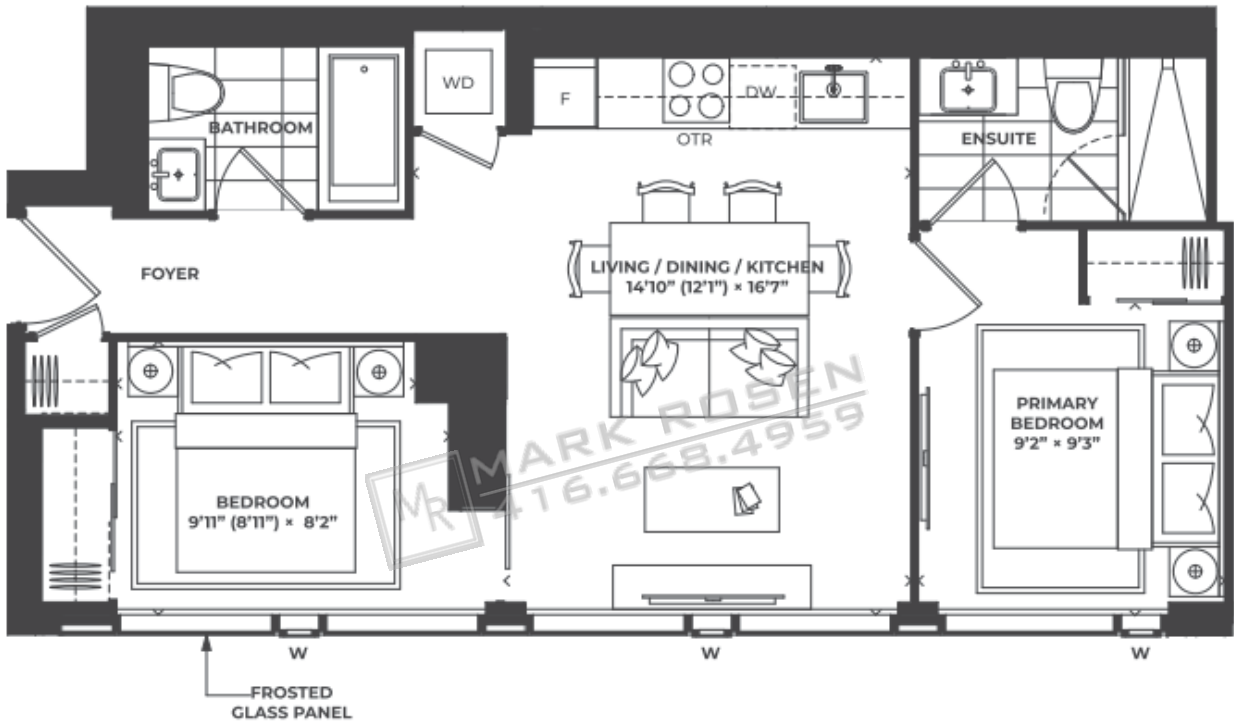 WD
F
DW
BATHROOM
OTR
ENSUITE
FOYER
LIVING / DINING / KITCHEN
14'10" (12'1") × 16'7"
PRIMARY
BEDROOM
9'2" × 9'3"
MR
MARK ROSEN
416.668.4959
BEDROOM
9'11" (8'11") × 8'2"
W
W
W
FROSTED
GLASS PANEL